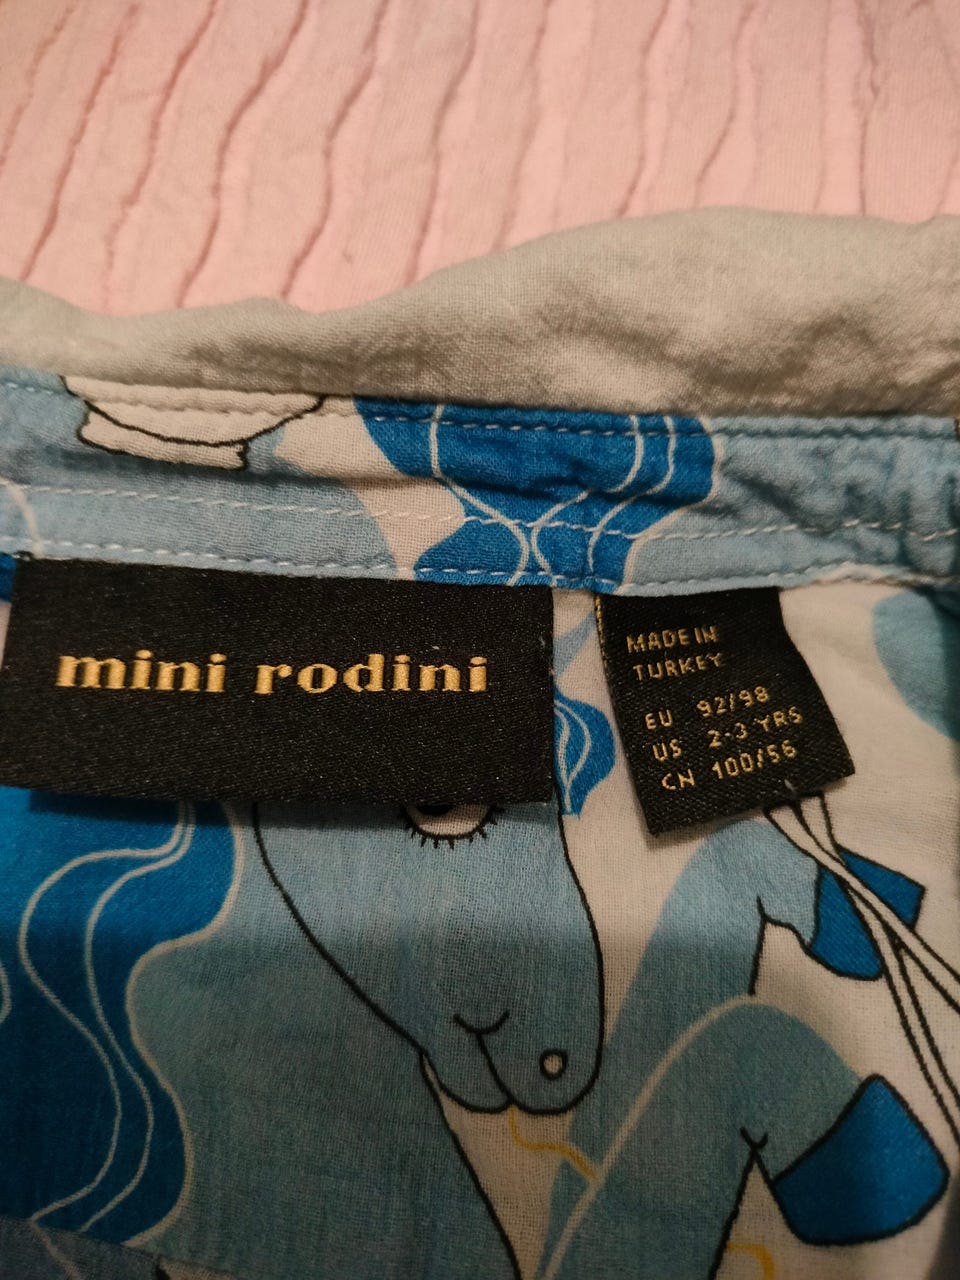 mini rodini
MADE IN
TURKEY
EU 92/98
US 2-3 YRS
CN 100/56